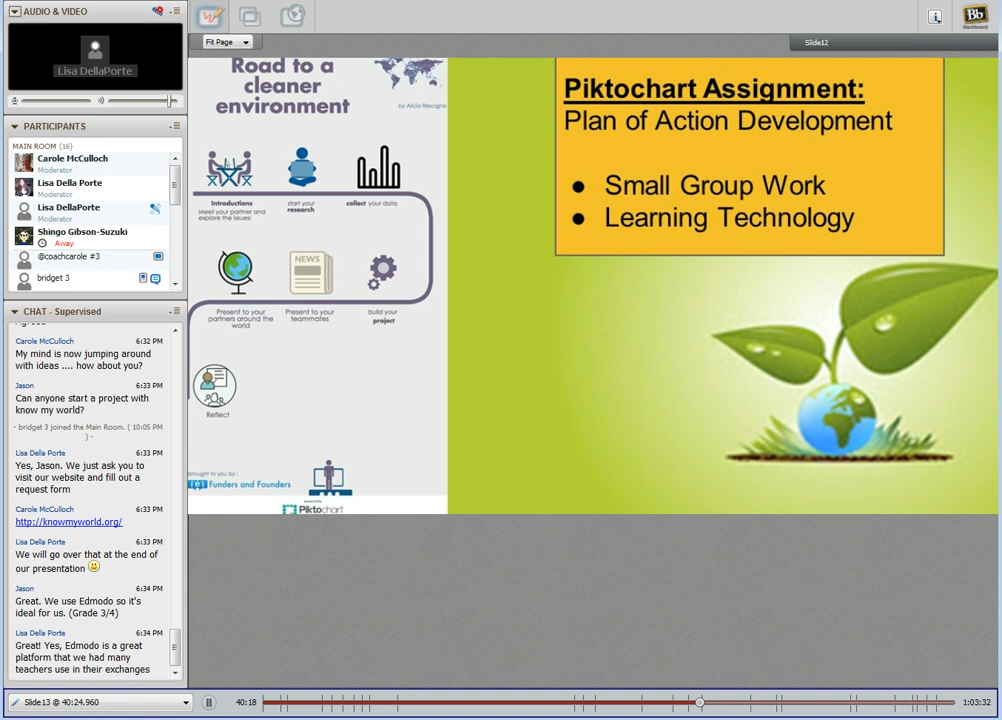 AUDIO & VIDEO
Lisa DellaPorte
PARTICIPANTS
MAIN ROOM (16)
Carole McCulloch
Moderator
Lisa Della Porte
Moderator
Lisa DellaPorte
Moderator
Shingo Gibson-Suzuki
Away
@coachcarole #3
bridget 3
CHAT - Supervised
Carole McCulloch 6:32 PM
My mind is now jumping around
with ideas .... how about you?
Jason 6:33 PM
Can anyone start a project with
know my world?
- bridget 3 joined the Main Room. ( 10:05 PM
) -
Lisa Della Porte 6:33 PM
Yes, Jason. We just ask you to
visit our website and fill out a
request form
Carole McCulloch 6:33 PM
http://knowmyworld.org/
Lisa Della Porte 6:33 PM
We will go over that at the end of
our presentation
Jason 6:34 PM
Great. We use Edmodo so it's
ideal for us. (Grade 3/4)
Lisa Della Porte 6:34 PM
Great! Yes, Edmodo is a great
platform that we had many
teachers use in their exchanges
Bb
Blackboard
Fit Page
Slide12
Road to a
cleaner
environment
by Alicia Rescigno
Introductions
Meet your partner and
explore the issues!
start your
research
collect your data
NEWS
Present to your
partners around the
world
Present to your
teammates
build your
project
Reflect
brought to you by :
Funders and Founders
powered by
Piktochart
Piktochart Assignment:
Plan of Action Development
● Small Group Work
● Learning Technology
Slide13 @ 40:24.960
40:18
1:03:32